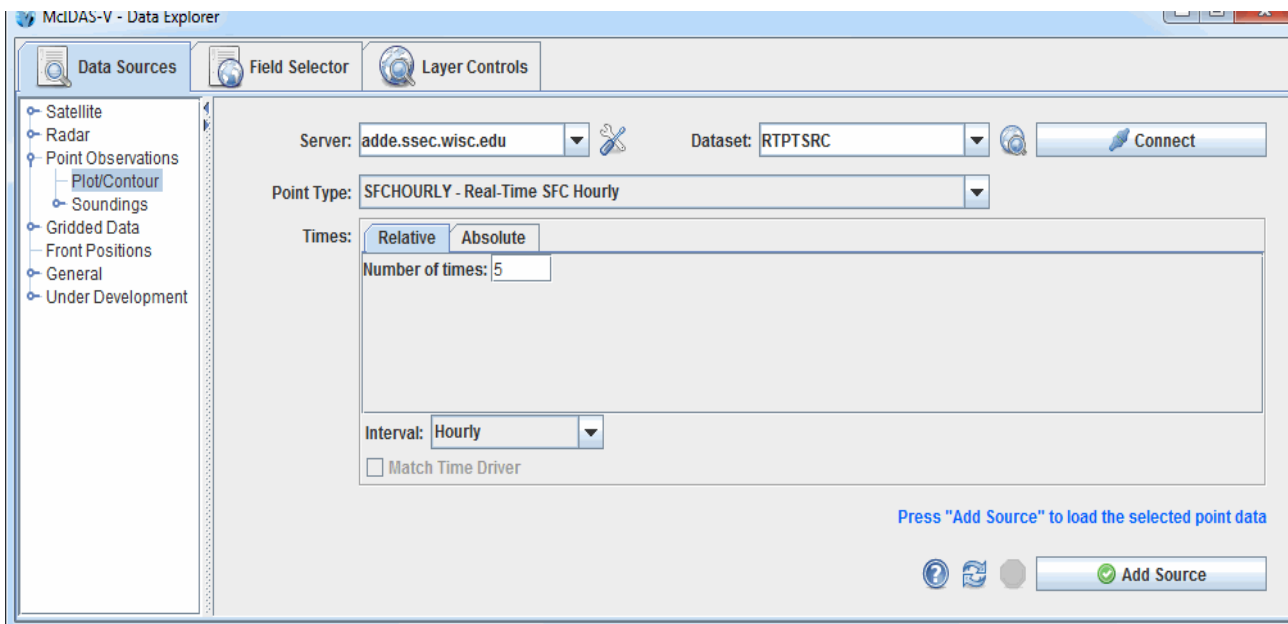 McIDAS-V - Data Explorer
Data Sources
Field Selector
Layer Controls
Satellite
Radar
Point Observations
Plot/Contour
Soundings
Gridded Data
Front Positions
General
Under Development
Server: adde.ssec.wisc.edu Dataset: RTPTSRC Connect
Point Type: SFCHOURLY - Real-Time SFC Hourly
Times: Relative Absolute
Number of times: 5
Interval: Hourly
Match Time Driver
Press "Add Source" to load the selected point data
Add Source